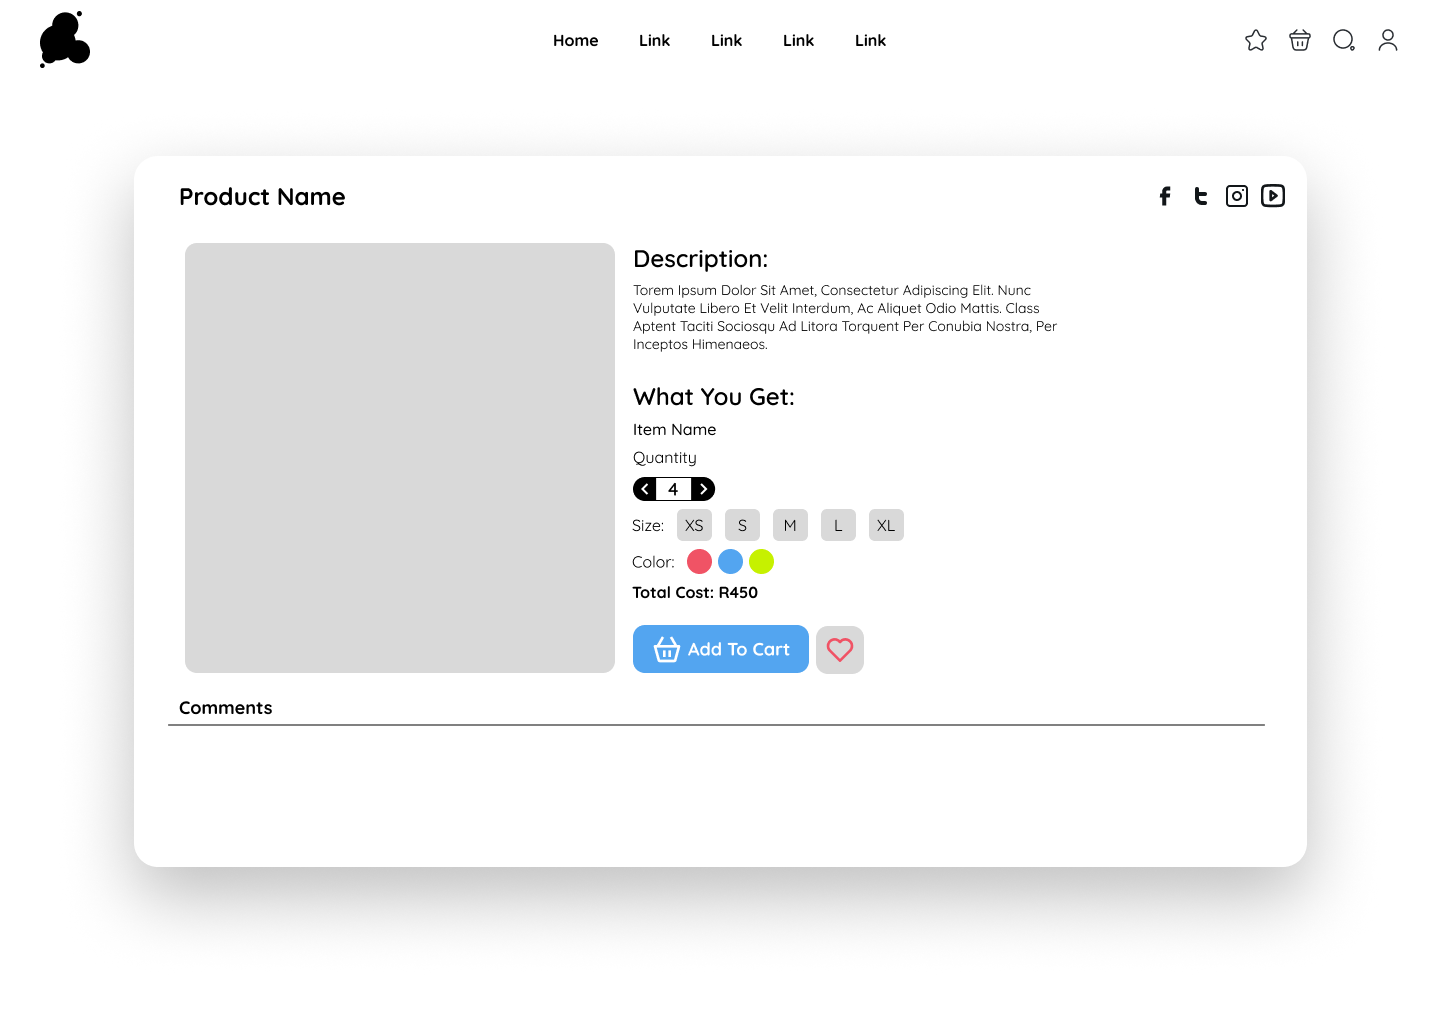 Home Link Link Link Link
Product Name
Description:
Torem Ipsum Dolor Sit Amet, Consectetur Adipiscing Elit. Nunc
Vulputate Libero Et Velit Interdum, Ac Aliquet Odio Mattis. Class
Aptent Taciti Sociosqu Ad Litora Torquent Per Conubia Nostra, Per
Inceptos Himenaeos.
What You Get:
Item Name
Quantity
4
Size: XS S M L XL
Color:
Total Cost: R450
Add To Cart
Comments